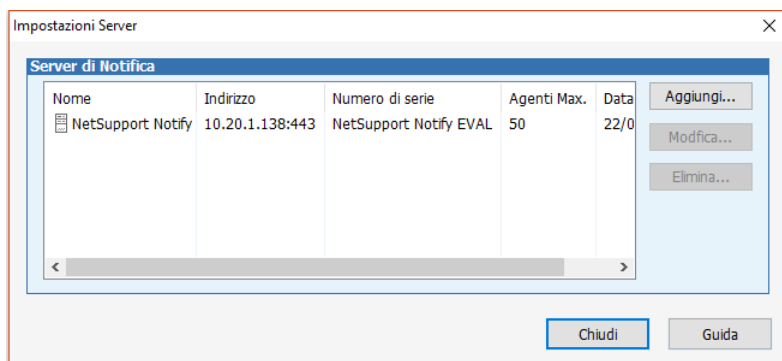 Impostazioni Server
Server di Notifica
Nome Indirizzo Numero di serie Agenti Max. Data
NetSupport Notify 10.20.1.138:443 NetSupport Notify EVAL 50 22/0
Aggiungi...
Modfica...
Elimina...
Chiudi Guida